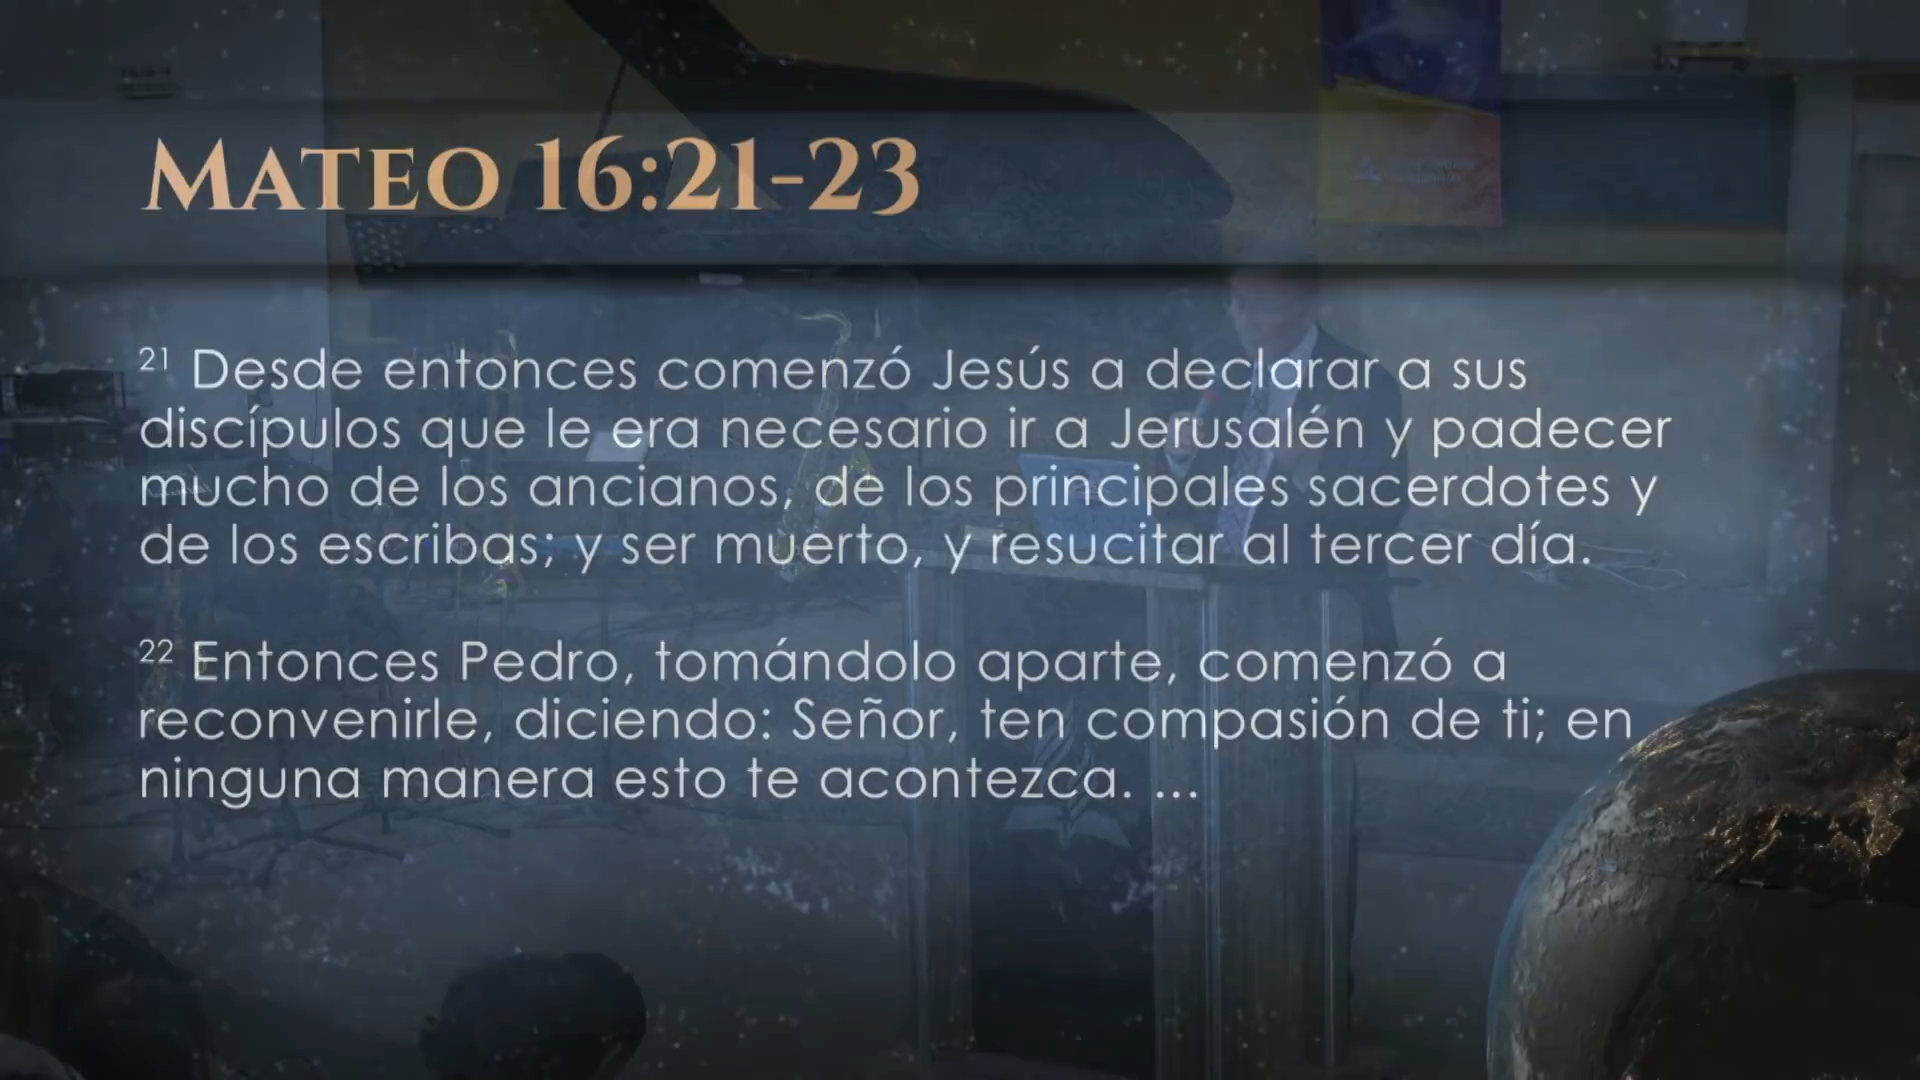 MATEO 16:21-23
21 Desde entonces comenzó Jesús a declarar a sus
discípulos que le era necesario ir a Jerusalén y padecer
mucho de los ancianos, de los principales sacerdotes y
de los escribas; y ser muerto, y resucitar al tercer día.
22 Entonces Pedro, tomándolo aparte, comenzó a
reconvenirle, diciendo: Señor, ten compasión de ti; en
ninguna manera esto te acontezca. ...